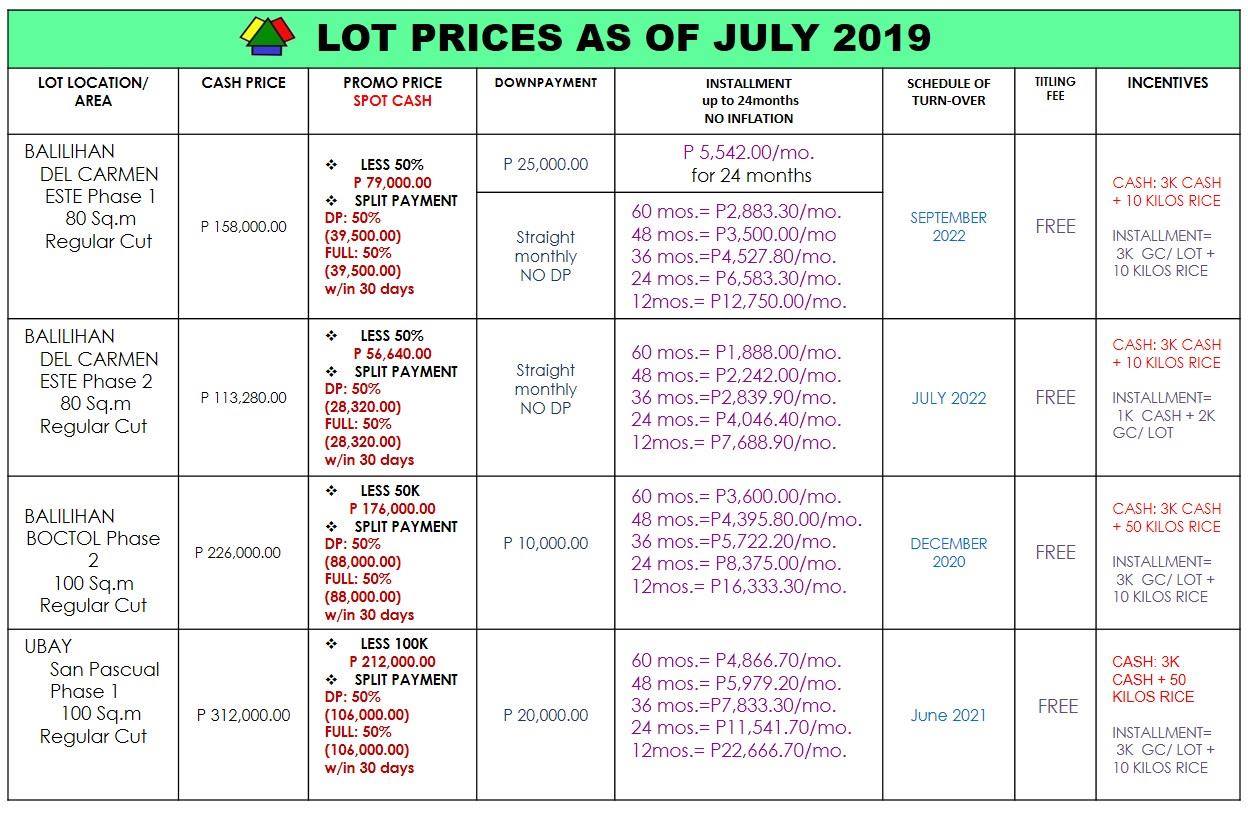 LOT PRICES AS OF JULY 2019
LOT LOCATION/
AREA
CASH PRICE
PROMO PRICE
SPOT CASH
DOWNPAYMENT
INSTALLMENT
up to 24months
NO INFLATION
SCHEDULE OF
TURN-OVER
TITLING
FEE
INCENTIVES
BALILIHAN
DEL CARMEN
ESTE Phase 1
80 Sq.m
Regular Cut
P 158,000.00
❖ LESS 50%
P 79,000.00
❖ SPLIT PAYMENT
DP: 50%
(39,500.00)
FULL: 50%
(39,500.00)
w/in 30 days
P 25,000.00
Straight
monthly
NO DP
P 5,542.00/mo.
for 24 months
60 mos.= P2,883.30/mo.
48 mos.= P3,500.00/mo
36 mos.= P4,527.80/mo.
24 mos.= P6,583.30/mo.
12mos.= P12,750.00/mo.
SEPTEMBER
2022
FREE
CASH: 3K CASH
+ 10 KILOS RICE
INSTALLMENT=
3K GC/ LOT +
10 KILOS RICE
BALILIHAN
DEL CARMEN
ESTE Phase 2
80 Sq.m
Regular Cut
P 113,280.00
❖ LESS 50%
P 56,640.00
❖ SPLIT PAYMENT
DP: 50%
(28,320.00)
FULL: 50%
(28,320.00)
w/in 30 days
Straight
monthly
NO DP
60 mos.= P1,888.00/mo.
48 mos.= P2,242.00/mo.
36 mos.=P2,839.90/mo.
24 mos.= P4,046.40/mo.
12mos.= P7,688.90/mo.
JULY 2022
FREE
CASH: 3K CASH
+ 10 KILOS RICE
INSTALLMENT=
1K CASH + 2K
GC/ LOT
BALILIHAN
BOCTOL Phase
2
100 Sq.m
Regular Cut
P 226,000.00
❖ LESS 50K
P 176,000.00
❖ SPLIT PAYMENT
DP: 50%
(88,000.00)
FULL: 50%
(88,000.00)
w/in 30 days
P 10,000.00
60 mos.= P3,600.00/mo.
48 mos.=P4,395.80.00/mo.
36 mos.=P5,722.20/mo.
24 mos.= P8,375.00/mo.
12mos.=P16,333.30/mo.
DECEMBER
2020
FREE
CASH: 3K CASH
+ 50 KILOS RICE
INSTALLMENT=
3K GC/ LOT +
10 KILOS RICE
UBAY
San Pascual
Phase 1
100 Sq.m
Regular Cut
P 312,000.00
❖ LESS 100K
P 212,000.00
❖ SPLIT PAYMENT
DP: 50%
(106,000.00)
FULL: 50%
(106,000.00)
w/in 30 days
P 20,000.00
60 mos.= P4,866.70/mo.
48 mos.= P5,979.20/mo.
36 mos.=P7,833.30/mo.
24 mos.= P11,541.70/mo.
12mos.= P22,666.70/mo.
June 2021
FREE
CASH: 3K
CASH + 50
KILOS RICE
INSTALLMENT=
3K GC/ LOT +
10 KILOS RICE